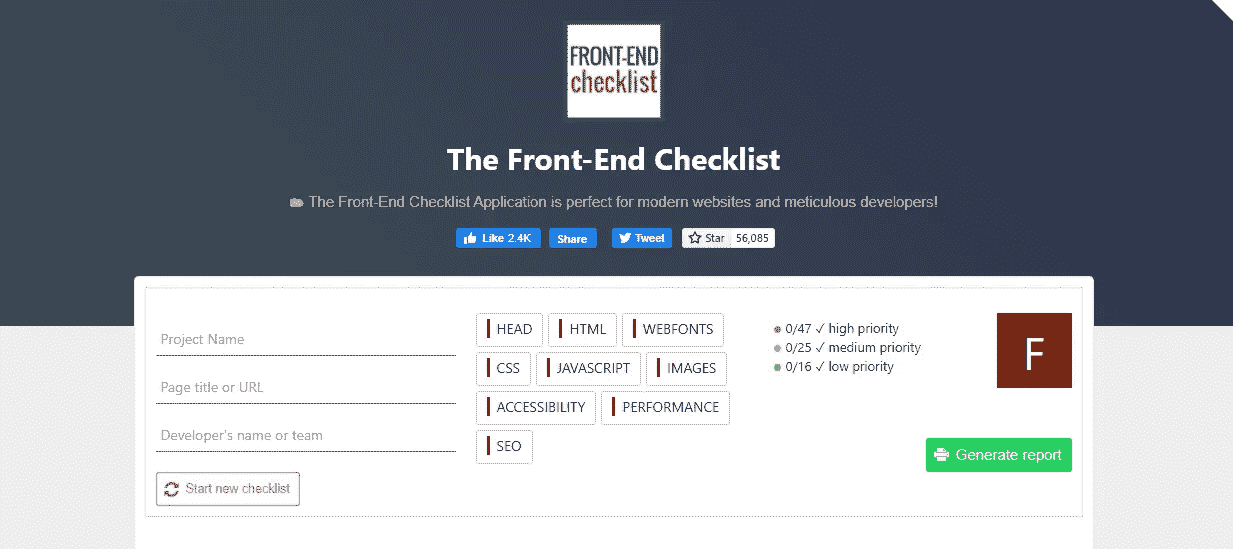 FRONT-END
checklist
The Front-End Checklist
The Front-End Checklist Application is perfect for modern websites and meticulous developers!
Like 2.4K Share Tweet Star 56,085
Project Name
Page title or URL
Developer's name or team
Start new checklist
HEAD HTML WEBFONTS
CSS JAVASCRIPT IMAGES
ACCESSIBILITY PERFORMANCE
SEO
0/47 ✓ high priority
0/25 ✓ medium priority
0/16 ✓ low priority
F
Generate report